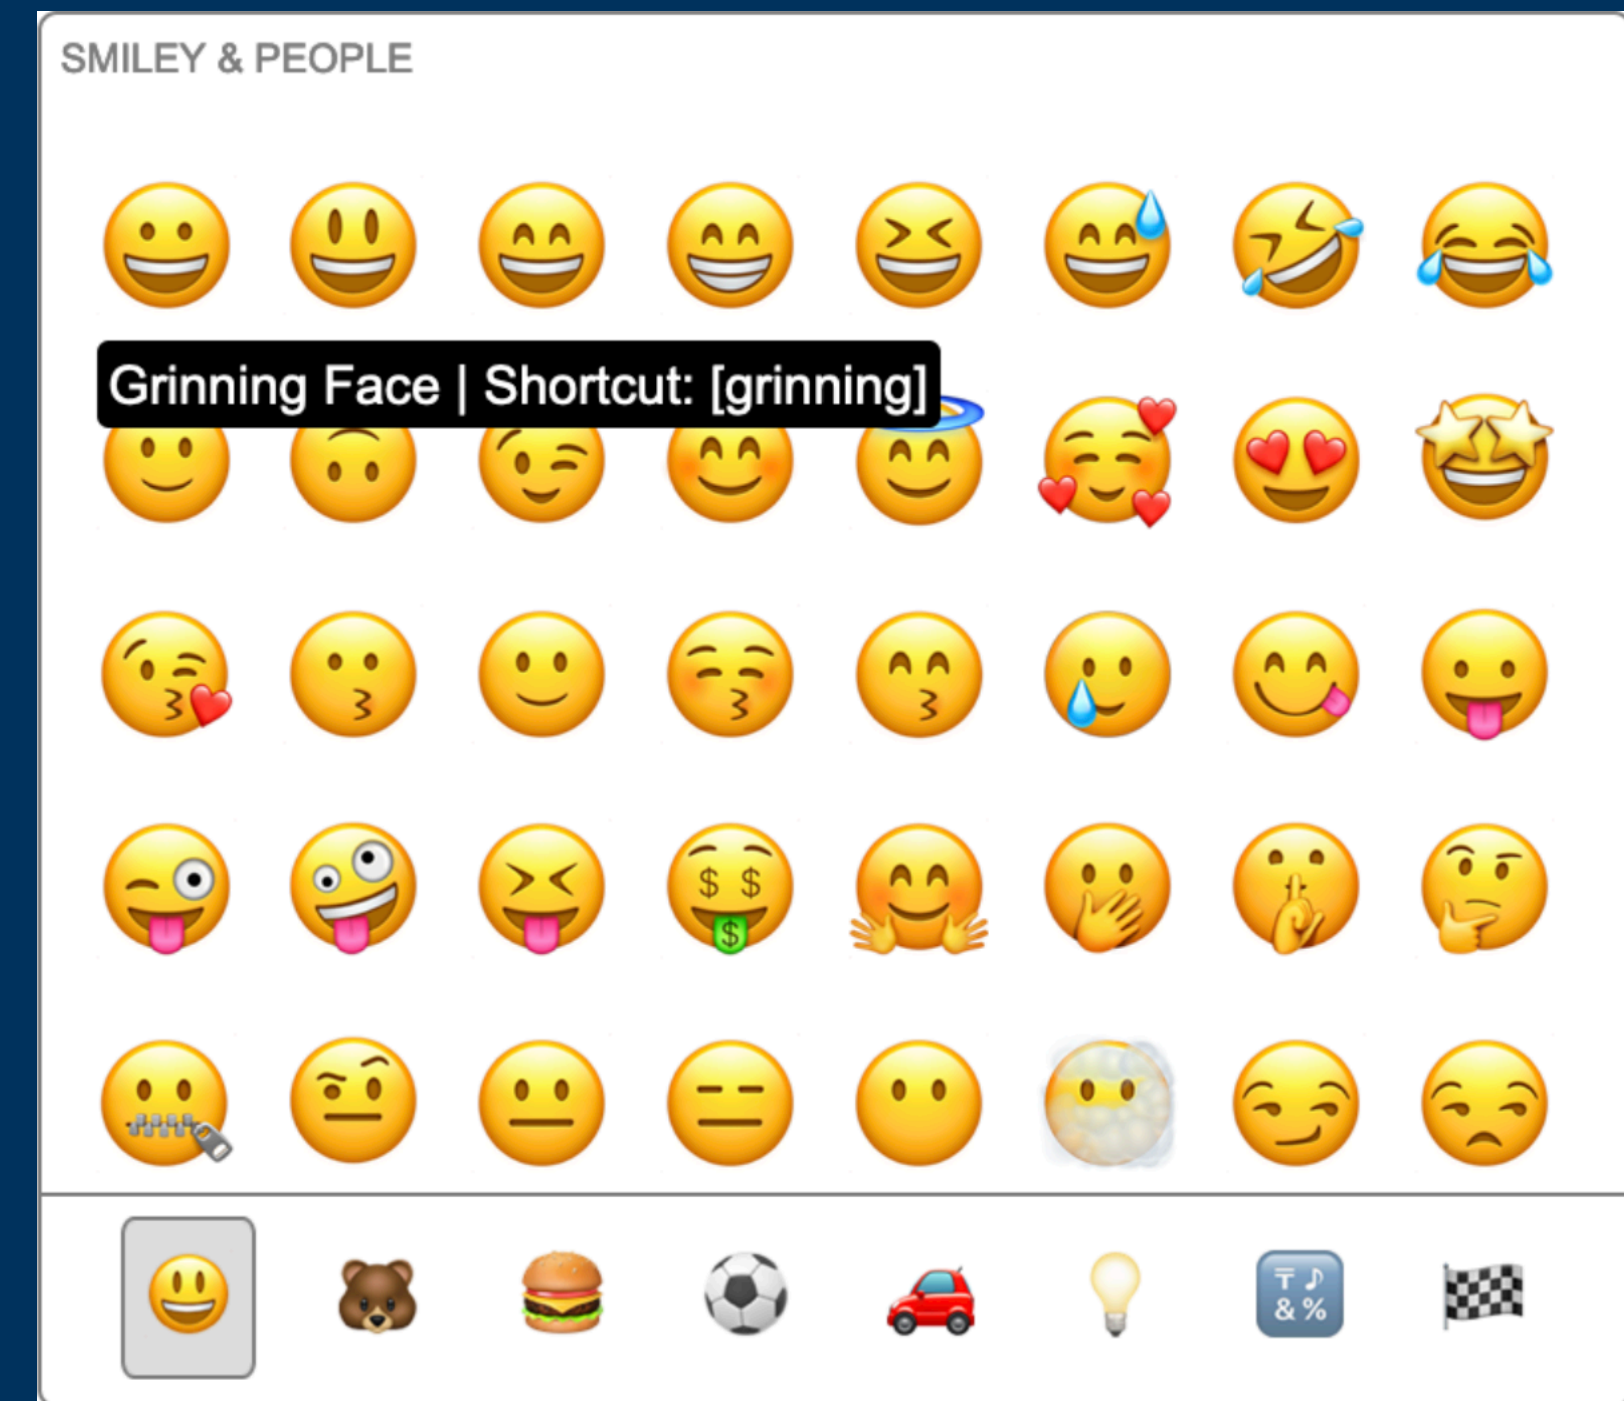 SMILEY & PEOPLE
Grinning Face | Shortcut: [grinning]
$ $
$
〒♪
&%